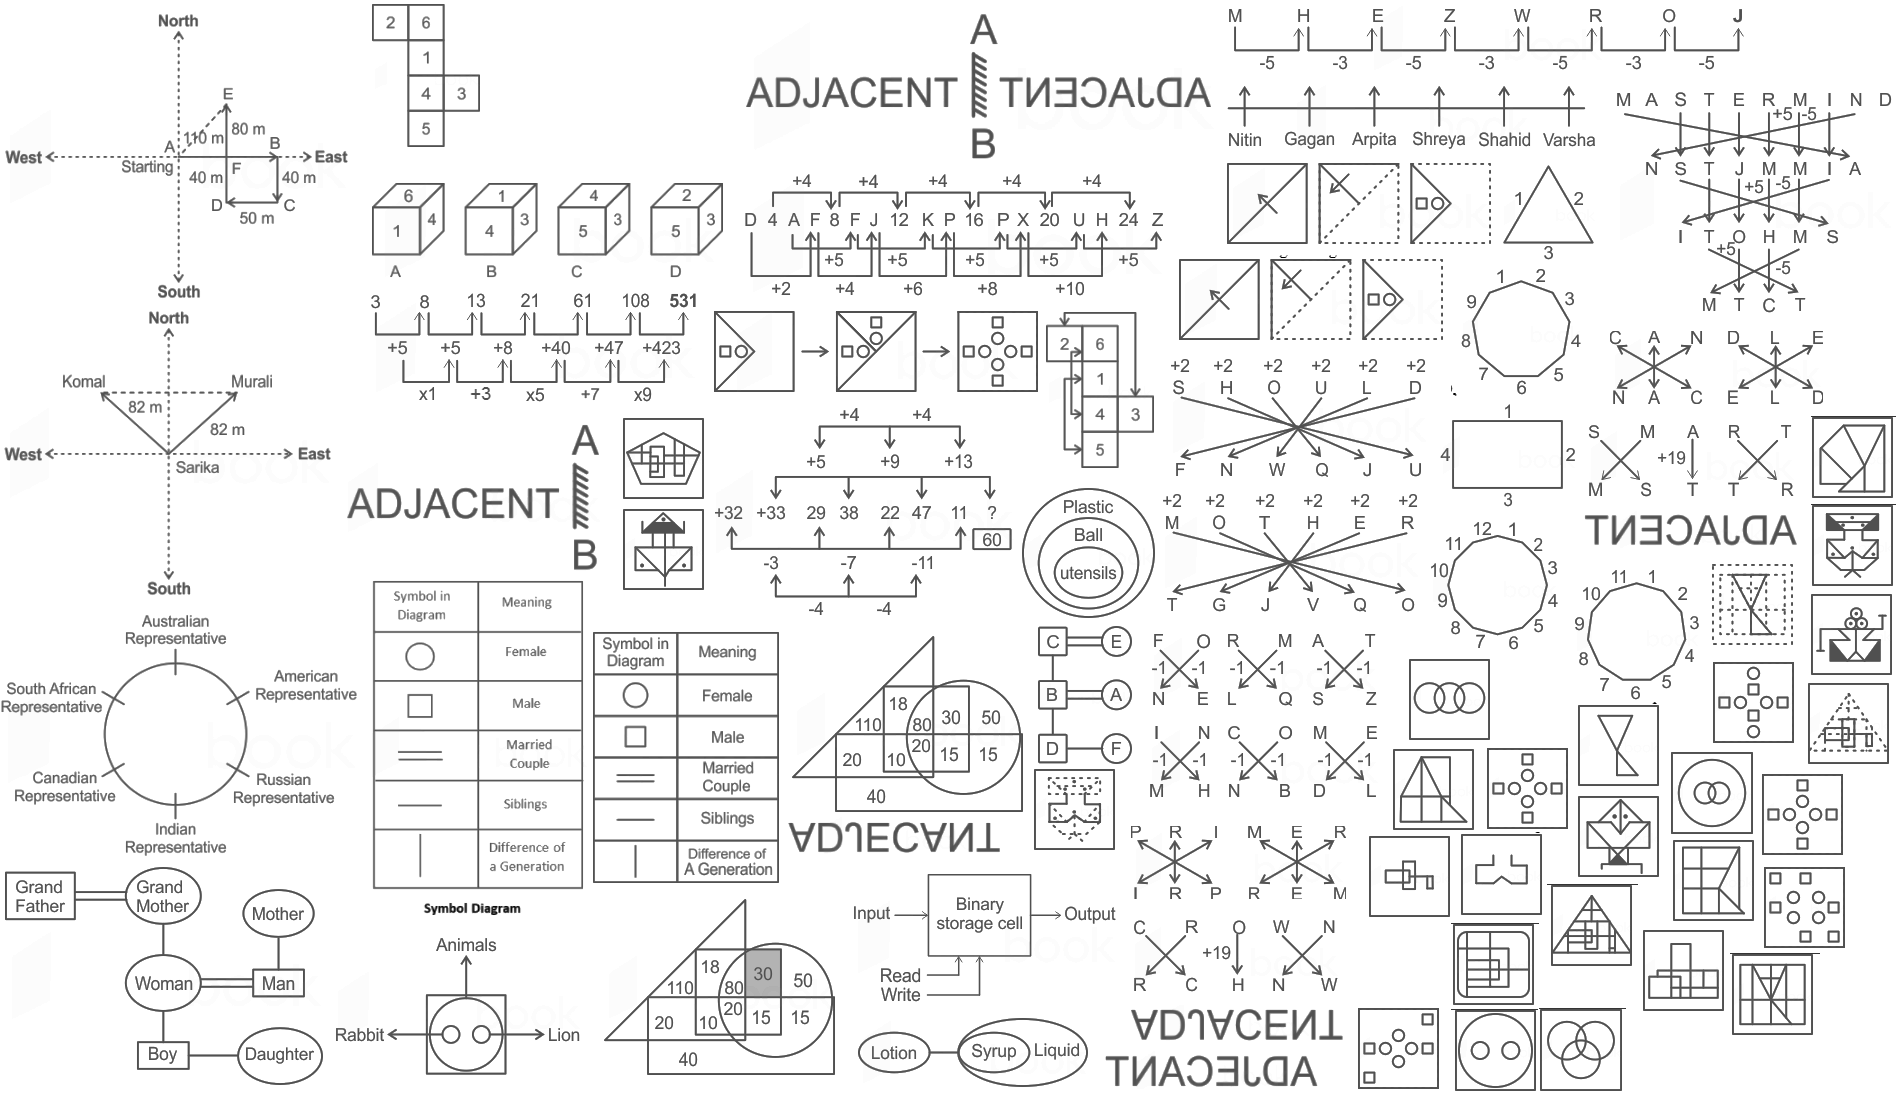 North
E
110 m
80 m
A
B
West
East
Starting
F
40 m
40 m
D
C
50 m
South
North
Komal
Murali
82 m
82 m
West
East
Sarika
South
Australian
Representative
South African
Representative
American
Representative
Canadian
Representative
Russian
Representative
Indian
Representative
Grand
Father
Grand
Mother
Mother
Woman
Man
Boy
Daughter
2 6
1
4 3
5
6 1 4 2
1 4 4 3 5 3 5 3
A B C D
3 8 13 21 61 108 531
+5 +5 +8 +40 +47 +423
x1 +3 x5 +7 x9
A
ADJACENT
B
Symbol in
Diagram
Meaning
Female
Male
Married
Couple
Siblings
Difference of
a Generation
Symbol Diagram
Animals
Rabbit
Lion
Symbol in
Diagram
Meaning
Female
Male
Married
Couple
Siblings
Difference of
A Generation
A
ADJACENT ADJACENT
B
+4 +4 +4 +4 +4
D 4 A F 8 F J 12 K P 16 P X 20 U H 24 Z
+5 +5 +5 +5 +5
+2 +4 +6 +8 +10
2 6
1
4 3
5
+4 +4
+5 +9 +13
+32 +33 29 38 22 47 11 ?
60
-3 -7 -11
-4 -4
Plastic
Ball
utensils
18
110 80 30 50
20 10 20 15 15
40
ADJECANT
C E
B A
D F
18 30
110 80 50
20 10 20 15 15
40
Input
Binary
storage cell
Output
Read
Write
Lotion
Syrup
Liquid
M H E Z W R O J
-5 -3 -5 -3 -5 -3 -5
Nitin Gagan Arpita Shreya Shahid Varsha
1 2
3
1 2 3 4 5 6 7 8 9
+2 +2 +2 +2 +2 +2
S H O U L D
F N W Q J U
+2 +2 +2 +2 +2 +2
M O T H E R
T G J V Q O
1
4 2
3
12 1 2 3 4 5 6 7 8 9 10 11
F O R M A T
-1 -1 -1 -1 -1 -1
N E L Q S Z
I N C O M E
-1 -1 -1 -1 -1 -1
M H N B D L
P R I M E R
I R P R E M
C R O W N
+19
R C H N W
ADJACENT
ADJECANT
M A S T E R M I N D
+5 -5
N S T J M M I A
+5 -5
I T O H M S
+5
-5
M T C T
C A N D L E
N A C E L D
S M A R T
+19
M S T T R
ADJACENT
11 1 2 3 4 5 6 7 8 9 10